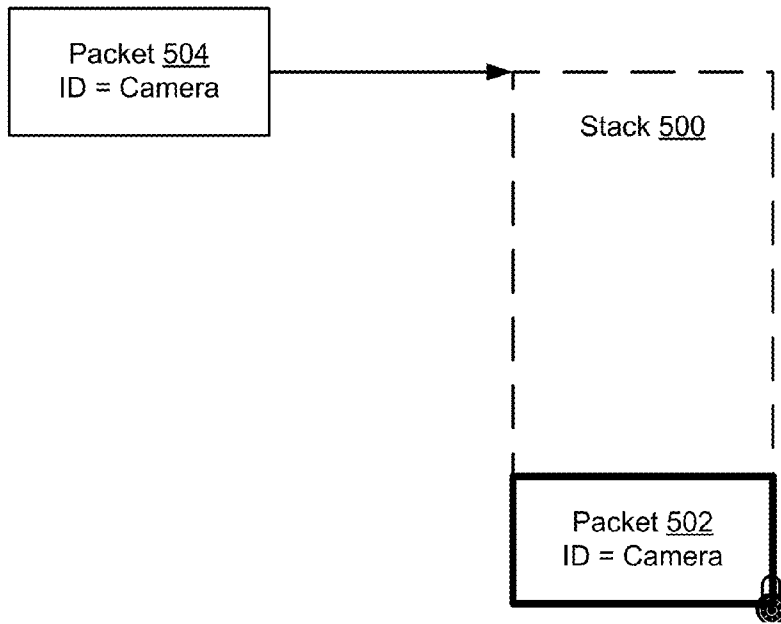 Packet 504
ID = Camera
Stack 500
Packet 502
ID = Camera